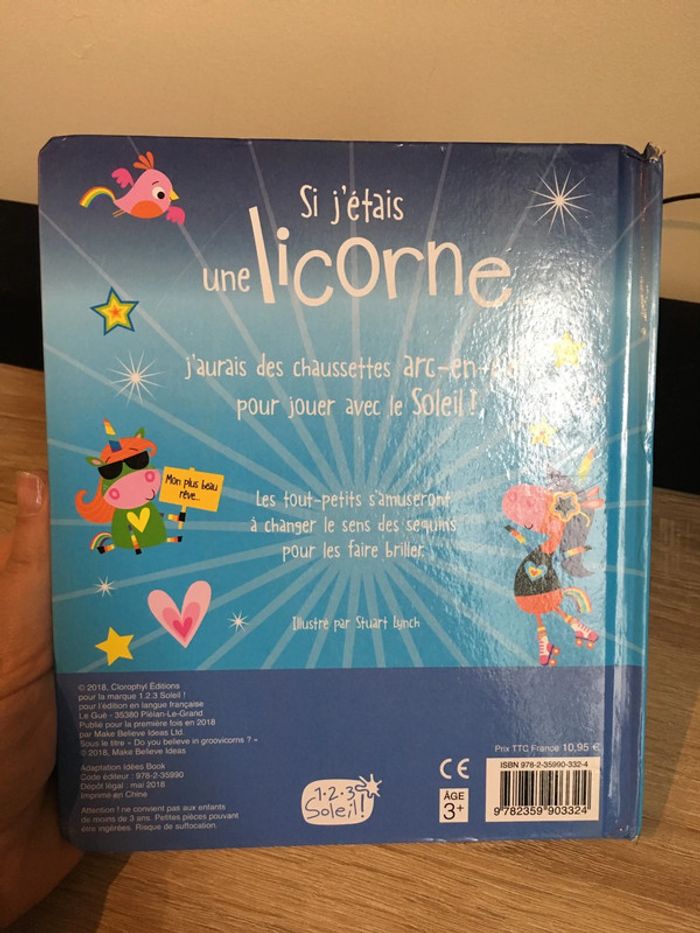 Si j'étais
une licorne
j'aurais des chaussettes arc-en-ciel
pour jouer avec le Soleil !
Mon plus beau
rêve...
Les tout-petits s'amuseront
à changer le sens des sequins
pour les faire briller.
Illustré par Stuart Lynch
© 2018, Clorophyl Éditions
pour la marque 1.2.3 Soleil !
pour l'édition en langue française
Le Gué - 35380 Plélan-Le-Grand
Publié pour la première fois en 2018
par Make Believe Ideas Ltd.
Sous le titre « Do you believe in groovicorns ? »
© 2018, Make Believe Ideas
Adaptation Idées Book
Code éditeur : 978-2-35990
Dépôt légal : mai 2018
Imprimé en Chine
Attention ! ne convient pas aux enfants
de moins de 3 ans. Petites pièces pouvant
être ingérées. Risque de suffocation.
1.2.3
Soleil!
CE
ÂGE
3+
Prix TTC France 10,95 €
ISBN 978-2-35990-332-4
9 782359 903324